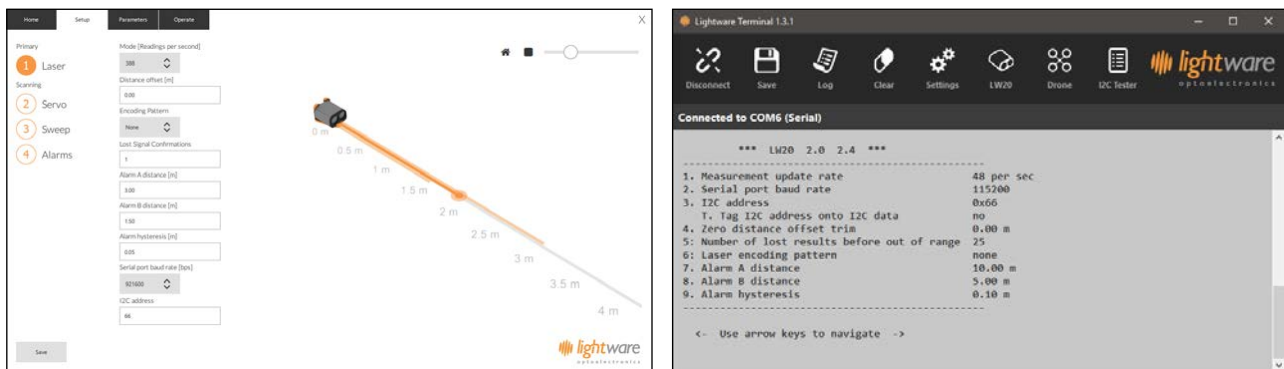 Home Setup Parameters Operate X
Primary
1 Laser
Scanning
2 Servo
3 Sweep
4 Alarms
Save
Mode [Readings per second]
388
Distance offset [m]
0.00
Encoding Pattern
None
Lost Signal Confirmations
1
Alarm A distance [m]
3.00
Alarm B distance [m]
1.50
Alarm hysteresis [m]
0.05
Serial port baud rate [bps]
921600
I2C address
66
0 m
0.5 m
1 m
1.5 m
2 m
2.5 m
3 m
3.5 m
4 m
lightware
optoelectronics
Lightware Terminal 1.3.1
Disconnect Save Log Clear Settings LW20 Drone I2C Tester
lightware
optoelectronics
Connected to COM6 (Serial)
*** LW20 2.0 2.4 ***
1. Measurement update rate 48 per sec
2. Serial port baud rate 115200
3. I2C address 0x66
T. Tag I2C address onto I2C data no
4. Zero distance offset trim 0.00 m
5: Number of lost results before out of range 25
6: Laser encoding pattern none
7. Alarm A distance 10.00 m
8. Alarm B distance 5.00 m
9. Alarm hysteresis 0.10 m
<- Use arrow keys to navigate ->